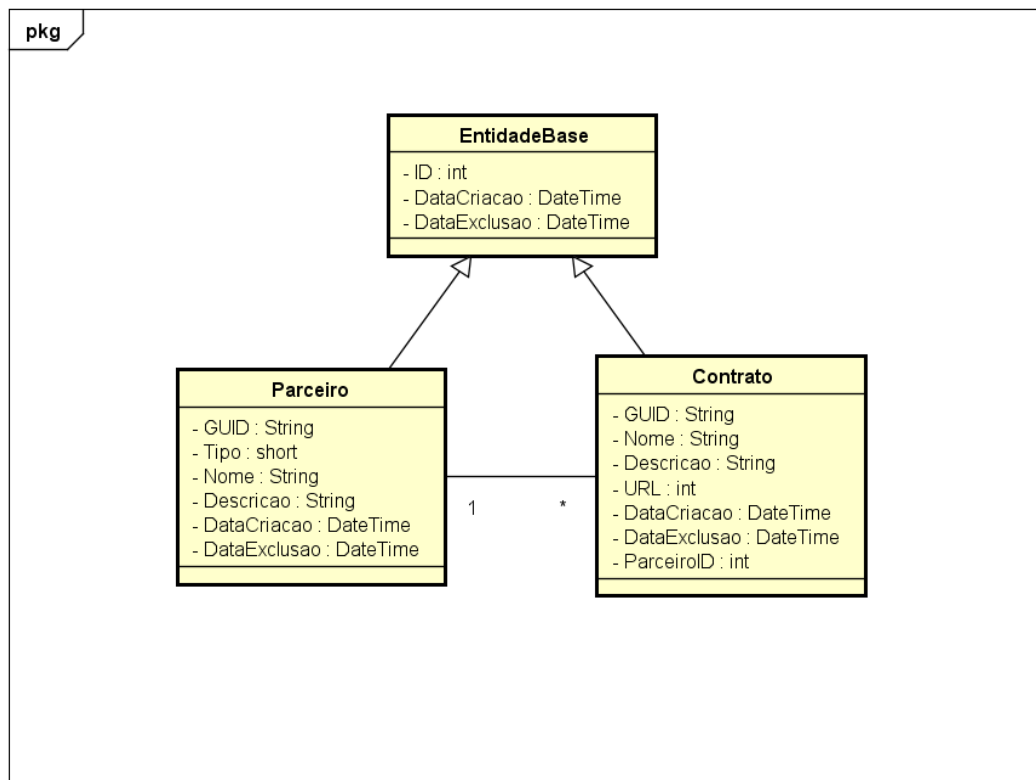 pkg
EntidadeBase
- ID : int
- DataCriacao : DateTime
- DataExclusao : DateTime
Parceiro
- GUID : String
- Tipo : short
- Nome : String
- Descricao : String
- DataCriacao : DateTime
- DataExclusao : DateTime
1
*
Contrato
- GUID : String
- Nome : String
- Descricao : String
- URL : int
- DataCriacao : DateTime
- DataExclusao : DateTime
- ParceiroID : int